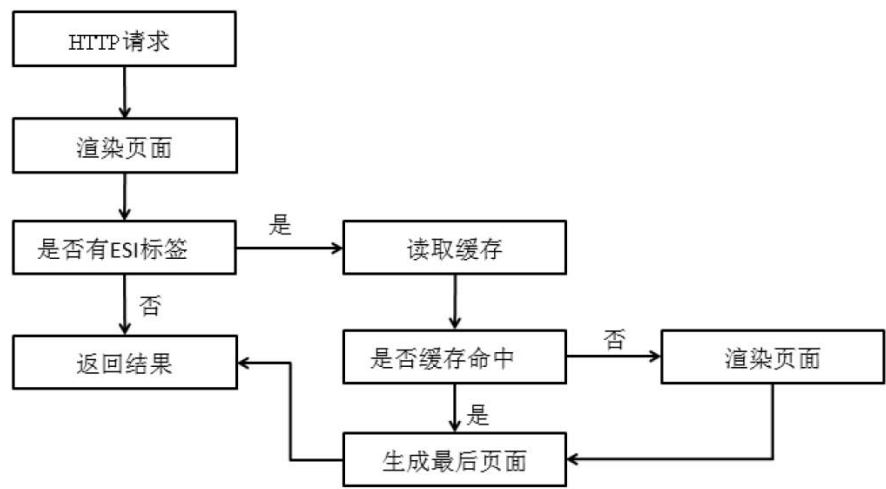 HTTP请求
渲染页面
是否有ESI标签
是
读取缓存
否
返回结果
是否缓存命中
否
渲染页面
是
生成最后页面